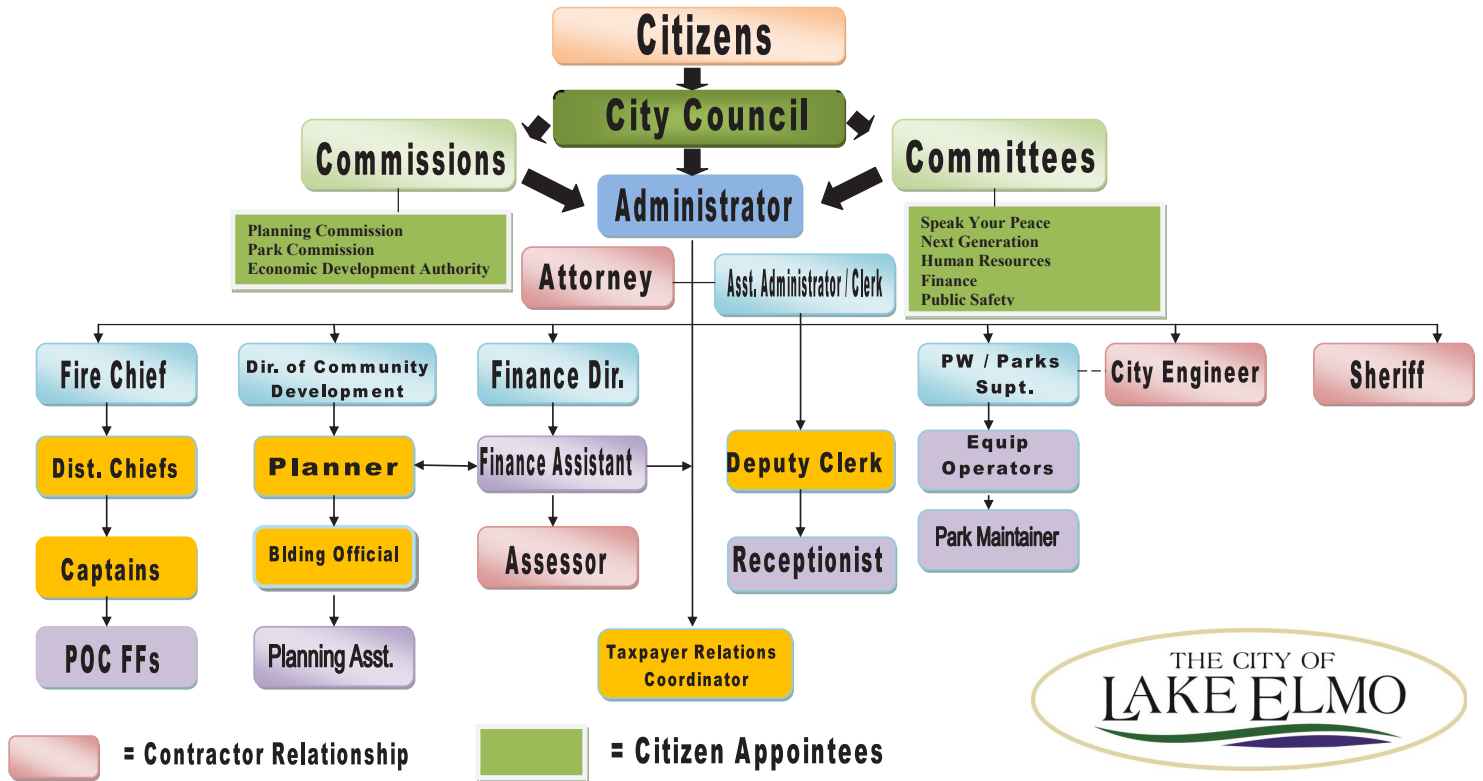 Citizens
City Council
Commissions
Committees
Administrator
Planning Commission
Park Commission
Economic Development Authority
Speak Your Peace
Next Generation
Human Resources
Finance
Public Safety
Attorney
Asst. Administrator / Clerk
Fire Chief
Dir. of Community
Development
Finance Dir.
PW / Parks
Supt.
City Engineer
Sheriff
Dist. Chiefs
Planner
Finance Assistant
Deputy Clerk
Equip
Operators
Captains
Blding Official
Assessor
Receptionist
Park Maintainer
POC FFs
Planning Asst.
Taxpayer Relations
Coordinator
THE CITY OF
LAKE ELMO
= Contractor Relationship
= Citizen Appointees